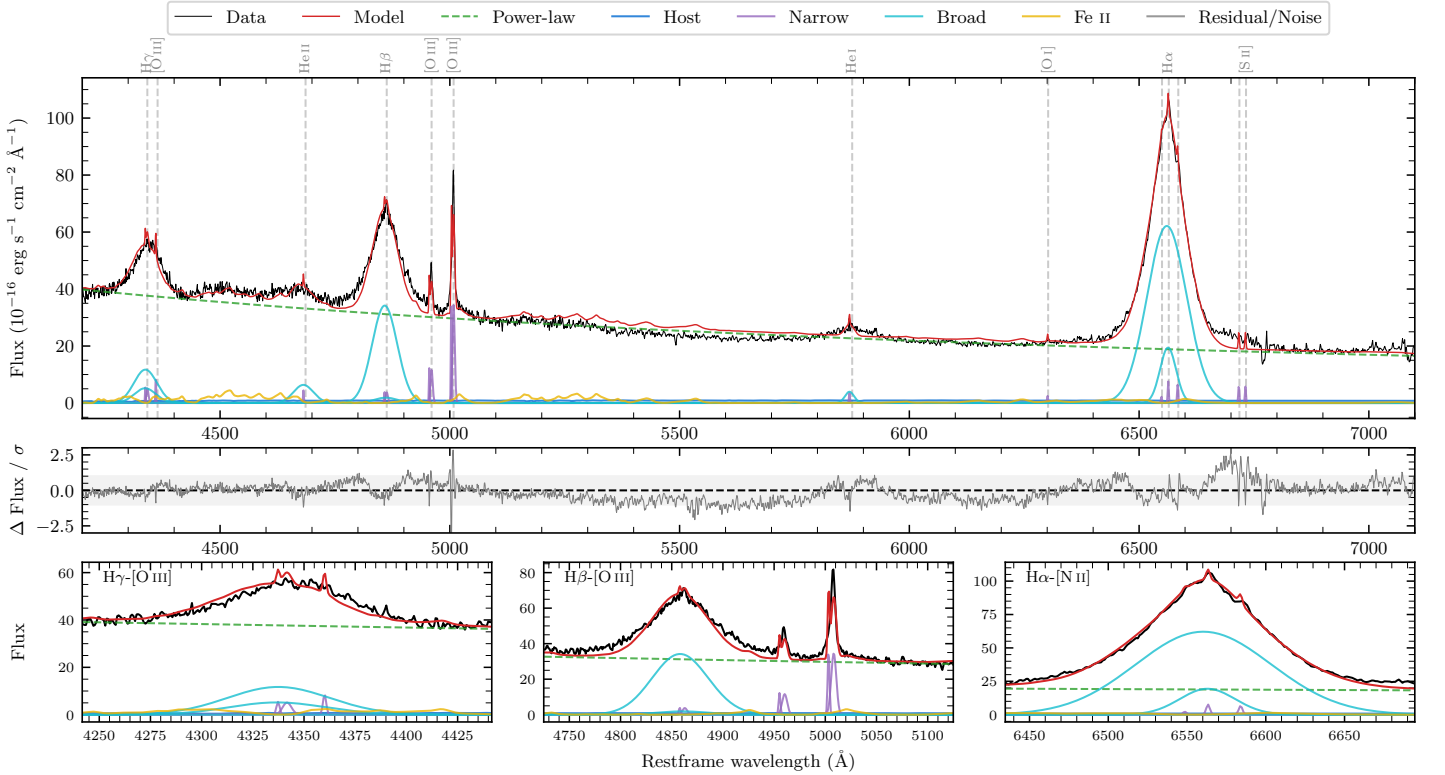 Data Model Power-law Host Narrow Broad Fe II Residual/Noise
Hγ [O III] He II Hβ [O III] [O III] He I [O I] Hα [S II]
Flux (10⁻¹⁶ erg s⁻¹ cm⁻² Å⁻¹)
100
80
60
40
20
0
4500 5000 5500 6000 6500 7000
Δ Flux / σ
2.5
0.0
−2.5
4500 5000 5500 6000 6500 7000
Flux
Hγ-[O III]
60
40
20
0
4250 4275 4300 4325 4350 4375 4400 4425
Hβ-[O III]
80
60
40
20
0
4750 4800 4850 4900 4950 5000 5050 5100
Hα-[N II]
100
75
50
25
0
6450 6500 6550 6600 6650
Restframe wavelength (Å)